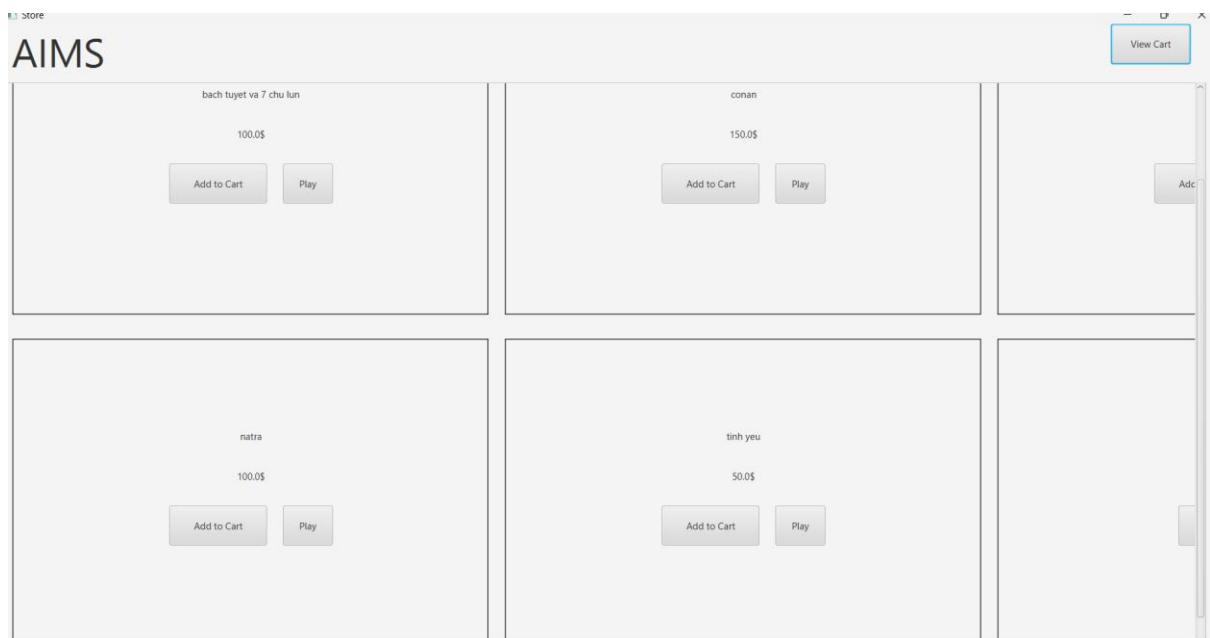 Store
AIMS
View Cart
bach tuyet va 7 chu lun
conan
100.0$
150.0$
Add to Cart Play
Add to Cart Play
natra
tinh yeu
100.0$
50.0$
Add to Cart Play
Add to Cart Play